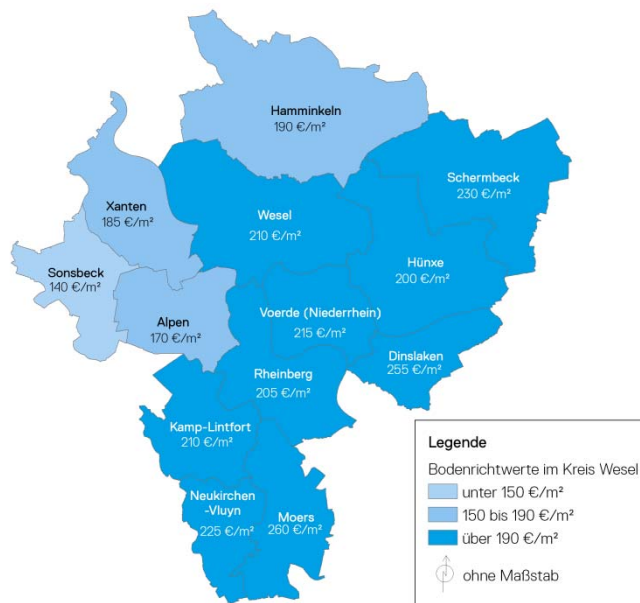 Hamminkeln
190 €/m²
Schermbeck
230 €/m²
Xanten
185 €/m²
Wesel
210 €/m²
Hünxe
200 €/m²
Sonsbeck
140 €/m²
Alpen
170 €/m²
Voerde (Niederrhein)
215 €/m²
Dinslaken
255 €/m²
Rheinberg
205 €/m²
Kamp-Lintfort
210 €/m²
Neukirchen
-Vluyn
225 €/m²
Moers
260 €/m²
Legende
Bodenrichtwerte im Kreis Wesel
unter 150 €/m²
150 bis 190 €/m²
über 190 €/m²
N
ohne Maßstab